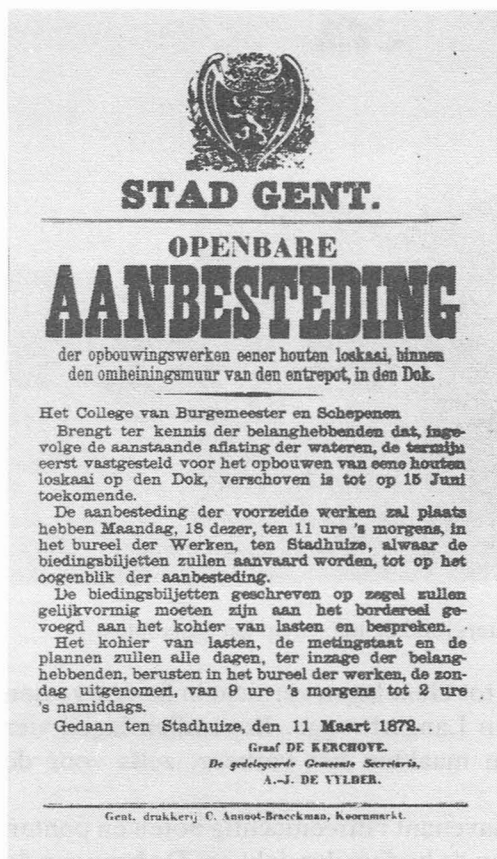 STAD GENT.
OPENBARE
AANBESTEDING
der opbouwingswerken eener houten loskaai, binnen
den omheiningsmuur van den entrepot, in den Dok.
Het College van Burgemeester en Schepenen
Brengt ter kennis der belanghebbenden dat, inge-
volge de aanstaande aflating der wateren, de termijn
eerst vastgesteld voor het opbouwen van eene houten
loskaai op den Dok, verschoven is tot op 15 Juni
toekomende.
De aanbesteding der voorzeide werken zal plaats
hebben Maandag, 18 dezer, ten 11 ure 's morgens, in
het bureel der Werken, ten Stadhuize, alwaar de
biedingsbiljetten zullen aanvaard worden, tot op het
oogenblik der aanbesteding.
De biedingsbiljetten geschreven op zegel zullen
gelijkvormig moeten zijn aan het bordereel ge-
voegd aan het kohier van lasten en bespreken.
Het kohier van lasten, de metingstaat en de
plannen zullen alle dagen, ter inzage der belang-
hebbenden, berusten in het bureel der werken, de zon-
dag uitgenomen, van 9 ure 's morgens tot 2 ure
's namiddags.
Gedaan ten Stadhuize, den 11 Maart 1872.
Graaf DE KERCHOVE.
De gedelegeerde Gemeente Secretaris,
A.-J. DE VYLDER.
Gent, drukkerij C. Annoot-Braeckman, Koornmarkt.